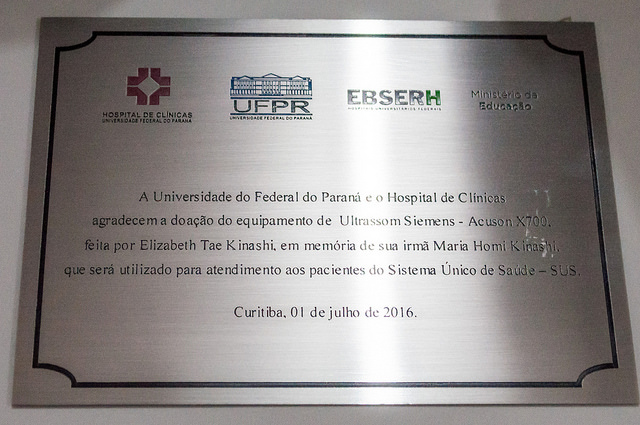 HOSPITAL DE CLÍNICAS
UNIVERSIDADE FEDERAL DO PARANÁ
UFPR
UNIVERSIDADE FEDERAL DO PARANÁ
EBSERH
HOSPITAIS UNIVERSITÁRIOS FEDERAIS
Ministério da
Educação
A Universidade do Federal do Paraná e o Hospital de Clínicas
agradecem a doação do equipamento de Ultrassom Siemens - Acuson X700,
feita por Elizabeth Tae Kinashi, em memória de sua irmã Maria Homi Kinashi,
que será utilizado para atendimento aos pacientes do Sistema Único de Saúde – SUS.
Curitiba, 01 de julho de 2016.